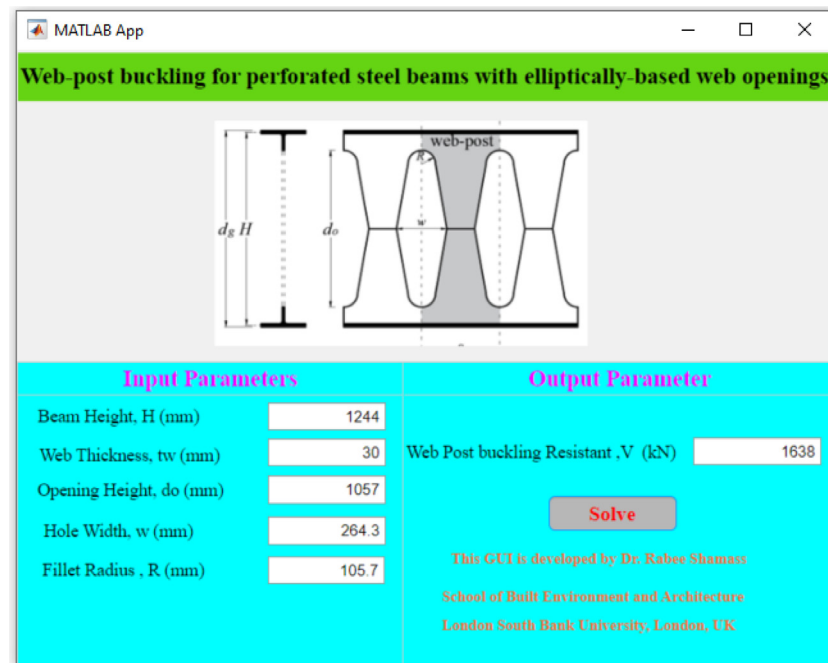 MATLAB App
Web-post buckling for perforated steel beams with elliptically-based web openings
web-post
R
w
dg H
do
Input Parameters
Output Parameter
Beam Height, H (mm)
1244
Web Thickness, tw (mm)
30
Opening Height, do (mm)
1057
Hole Width, w (mm)
264.3
Fillet Radius , R (mm)
105.7
Web Post buckling Resistant ,V (kN)
1638
Solve
This GUI is developed by Dr. Rabee Shamass
School of Built Environment and Architecture
London South Bank University, London, UK